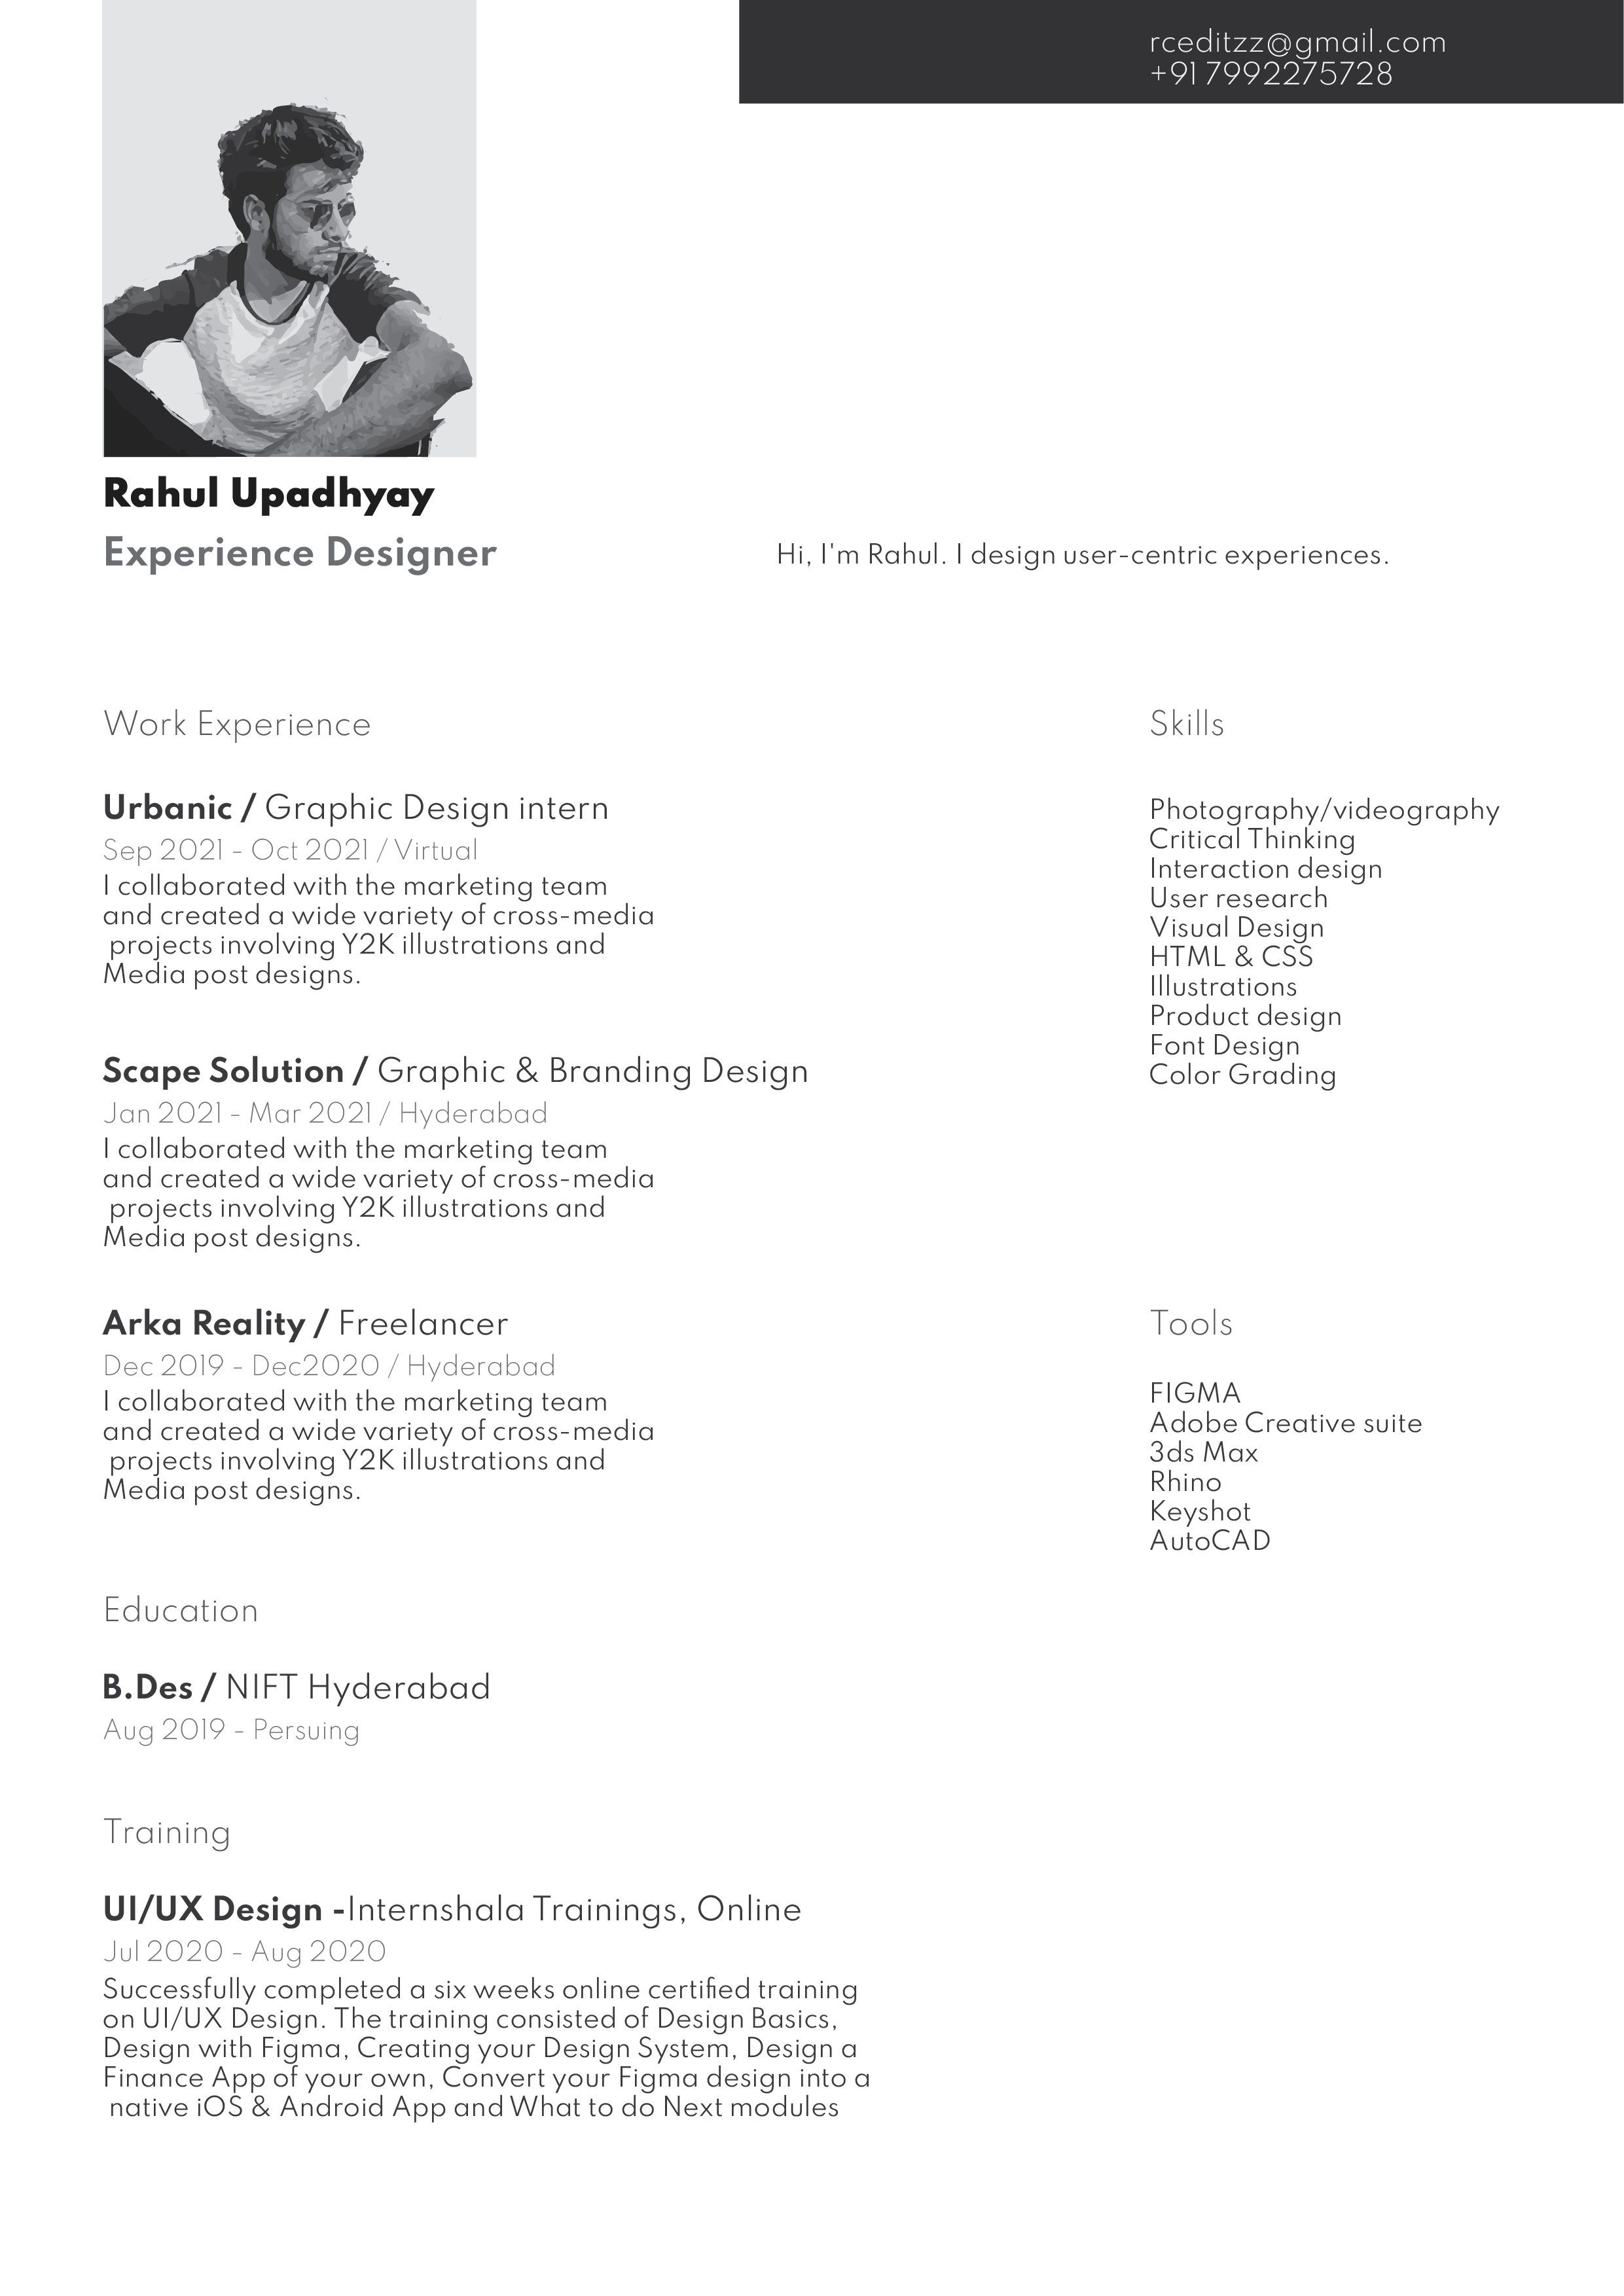 rceditzz@gmail.com
+91 7992275728
Rahul Upadhyay
Experience Designer
Hi, I'm Rahul. I design user-centric experiences.
Work Experience
Urbanic / Graphic Design intern
Sep 2021 - Oct 2021 / Virtual
I collaborated with the marketing team
and created a wide variety of cross-media
projects involving Y2K illustrations and
Media post designs.
Scape Solution / Graphic & Branding Design
Jan 2021 - Mar 2021 / Hyderabad
I collaborated with the marketing team
and created a wide variety of cross-media
projects involving Y2K illustrations and
Media post designs.
Arka Reality / Freelancer
Dec 2019 - Dec2020 / Hyderabad
I collaborated with the marketing team
and created a wide variety of cross-media
projects involving Y2K illustrations and
Media post designs.
Education
B.Des / NIFT Hyderabad
Aug 2019 - Persuing
Training
UI/UX Design -Internshala Trainings, Online
Jul 2020 - Aug 2020
Successfully completed a six weeks online certified training
on UI/UX Design. The training consisted of Design Basics,
Design with Figma, Creating your Design System, Design a
Finance App of your own, Convert your Figma design into a
native iOS & Android App and What to do Next modules
Skills
Photography/videography
Critical Thinking
Interaction design
User research
Visual Design
HTML & CSS
Illustrations
Product design
Font Design
Color Grading
Tools
FIGMA
Adobe Creative suite
3ds Max
Rhino
Keyshot
AutoCAD